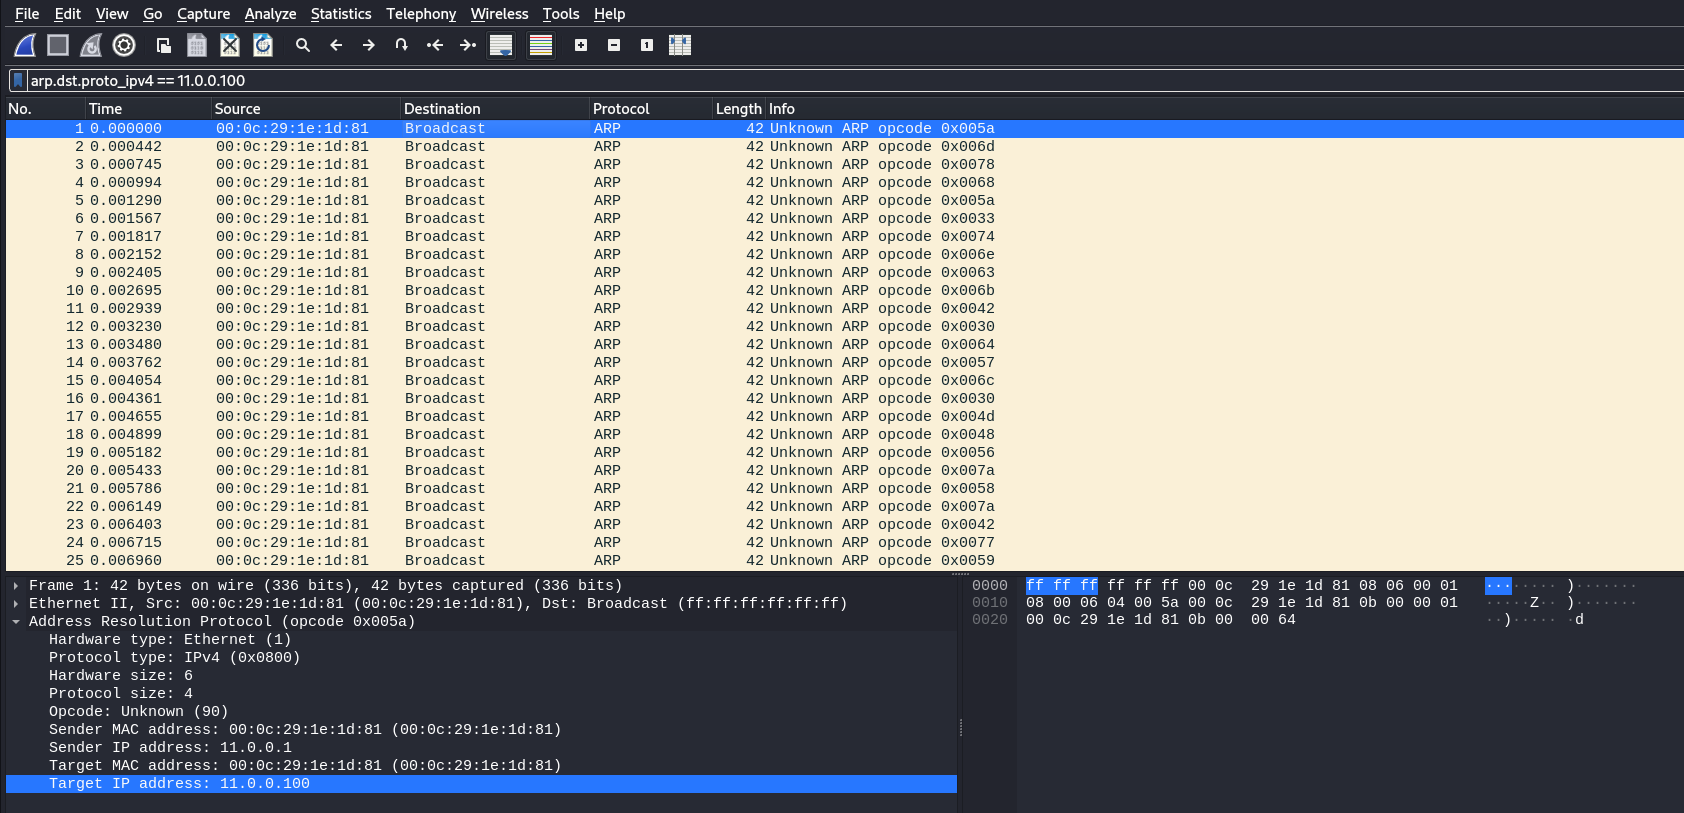 File Edit View Go Capture Analyze Statistics Telephony Wireless Tools Help
arp.dst.proto_ipv4 == 11.0.0.100
No. Time Source Destination Protocol Length Info
1 0.000000 00:0c:29:1e:1d:81 Broadcast ARP 42 Unknown ARP opcode 0x005a
2 0.000442 00:0c:29:1e:1d:81 Broadcast ARP 42 Unknown ARP opcode 0x006d
3 0.000745 00:0c:29:1e:1d:81 Broadcast ARP 42 Unknown ARP opcode 0x0078
4 0.000994 00:0c:29:1e:1d:81 Broadcast ARP 42 Unknown ARP opcode 0x0068
5 0.001290 00:0c:29:1e:1d:81 Broadcast ARP 42 Unknown ARP opcode 0x005a
6 0.001567 00:0c:29:1e:1d:81 Broadcast ARP 42 Unknown ARP opcode 0x0033
7 0.001817 00:0c:29:1e:1d:81 Broadcast ARP 42 Unknown ARP opcode 0x0074
8 0.002152 00:0c:29:1e:1d:81 Broadcast ARP 42 Unknown ARP opcode 0x006e
9 0.002405 00:0c:29:1e:1d:81 Broadcast ARP 42 Unknown ARP opcode 0x0063
10 0.002695 00:0c:29:1e:1d:81 Broadcast ARP 42 Unknown ARP opcode 0x006b
11 0.002939 00:0c:29:1e:1d:81 Broadcast ARP 42 Unknown ARP opcode 0x0042
12 0.003230 00:0c:29:1e:1d:81 Broadcast ARP 42 Unknown ARP opcode 0x0030
13 0.003480 00:0c:29:1e:1d:81 Broadcast ARP 42 Unknown ARP opcode 0x0064
14 0.003762 00:0c:29:1e:1d:81 Broadcast ARP 42 Unknown ARP opcode 0x0057
15 0.004054 00:0c:29:1e:1d:81 Broadcast ARP 42 Unknown ARP opcode 0x006c
16 0.004361 00:0c:29:1e:1d:81 Broadcast ARP 42 Unknown ARP opcode 0x0030
17 0.004655 00:0c:29:1e:1d:81 Broadcast ARP 42 Unknown ARP opcode 0x004d
18 0.004899 00:0c:29:1e:1d:81 Broadcast ARP 42 Unknown ARP opcode 0x0048
19 0.005182 00:0c:29:1e:1d:81 Broadcast ARP 42 Unknown ARP opcode 0x0056
20 0.005433 00:0c:29:1e:1d:81 Broadcast ARP 42 Unknown ARP opcode 0x007a
21 0.005786 00:0c:29:1e:1d:81 Broadcast ARP 42 Unknown ARP opcode 0x0058
22 0.006149 00:0c:29:1e:1d:81 Broadcast ARP 42 Unknown ARP opcode 0x007a
23 0.006403 00:0c:29:1e:1d:81 Broadcast ARP 42 Unknown ARP opcode 0x0042
24 0.006715 00:0c:29:1e:1d:81 Broadcast ARP 42 Unknown ARP opcode 0x0077
25 0.006960 00:0c:29:1e:1d:81 Broadcast ARP 42 Unknown ARP opcode 0x0059
Frame 1: 42 bytes on wire (336 bits), 42 bytes captured (336 bits)
Ethernet II, Src: 00:0c:29:1e:1d:81 (00:0c:29:1e:1d:81), Dst: Broadcast (ff:ff:ff:ff:ff:ff)
Address Resolution Protocol (opcode 0x005a)
Hardware type: Ethernet (1)
Protocol type: IPv4 (0x0800)
Hardware size: 6
Protocol size: 4
Opcode: Unknown (90)
Sender MAC address: 00:0c:29:1e:1d:81 (00:0c:29:1e:1d:81)
Sender IP address: 11.0.0.1
Target MAC address: 00:0c:29:1e:1d:81 (00:0c:29:1e:1d:81)
Target IP address: 11.0.0.100
0000 ff ff ff ff ff ff 00 0c 29 1e 1d 81 08 06 00 01 ········ )·······
0010 08 00 06 04 00 5a 00 0c 29 1e 1d 81 0b 00 00 01 ·····Z·· )·······
0020 00 0c 29 1e 1d 81 0b 00 00 64 ··)····· ·d